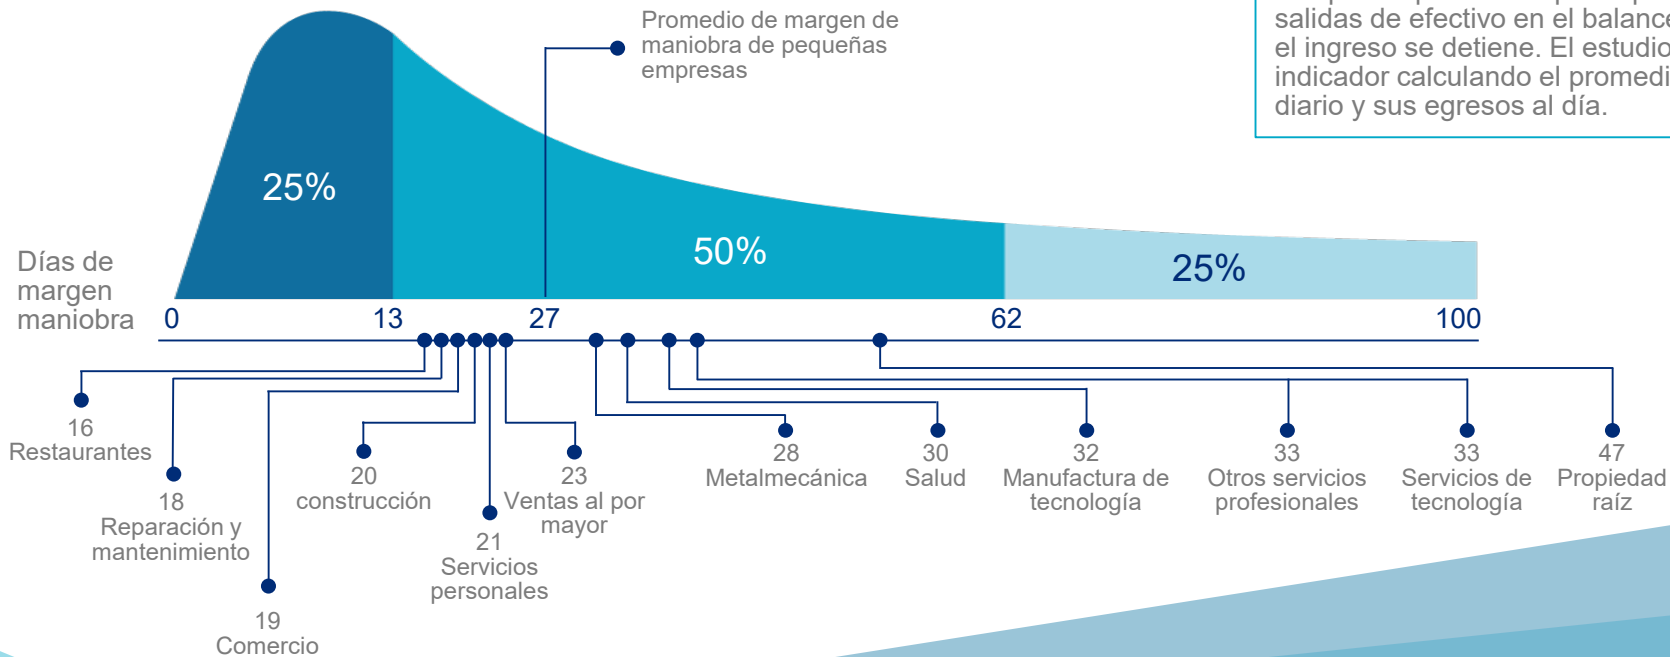 Promedio de margen de
maniobra de pequeñas
empresas
salidas de efectivo en el balance
el ingreso se detiene. El estudio
indicador calculando el promedi
diario y sus egresos al día.
25%
50%
25%
Días de
margen
maniobra
0
13
27
62
100
16
Restaurantes
18
Reparación y
mantenimiento
19
Comercio
20
construcción
21
Servicios
personales
23
Ventas al por
mayor
28
Metalmecánica
30
Salud
32
Manufactura de
tecnología
33
Otros servicios
profesionales
33
Servicios de
tecnología
47
Propiedad
raíz